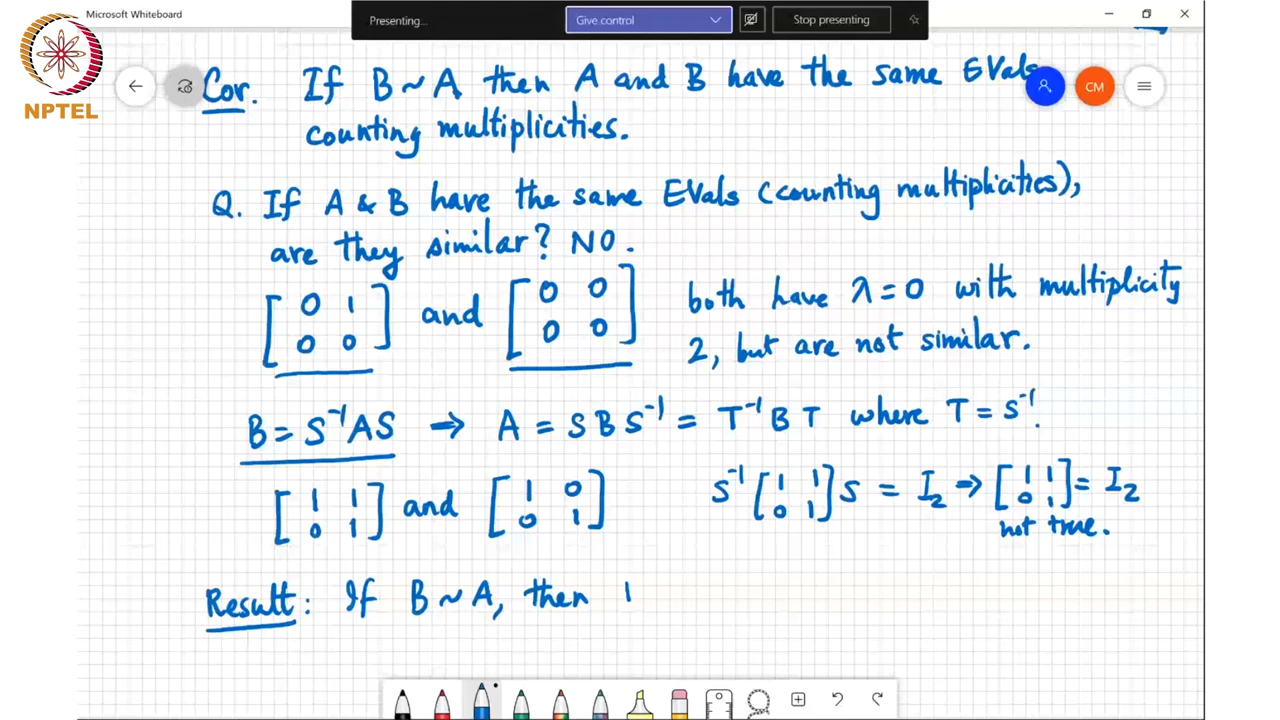 Microsoft Whiteboard
Presenting...
Give control
Stop presenting
NPTEL
CM
Cor. If B ~ A then A and B have the same EVals
counting multiplicities.
Q. If A & B have the same EVals (counting multiplicities),
are they similar? NO.
[0 1; 0 0] and [0 0; 0 0] both have λ = 0 with multiplicity
2, but are not similar.
B = S⁻¹AS → A = SBS⁻¹ = T⁻¹BT where T = S⁻¹.
[1 1; 0 1] and [1 0; 0 1] S⁻¹[1 1; 0 1]S = I₂ ⇒ [1 1; 0 1] = I₂
not true.
Result: If B ~ A, then